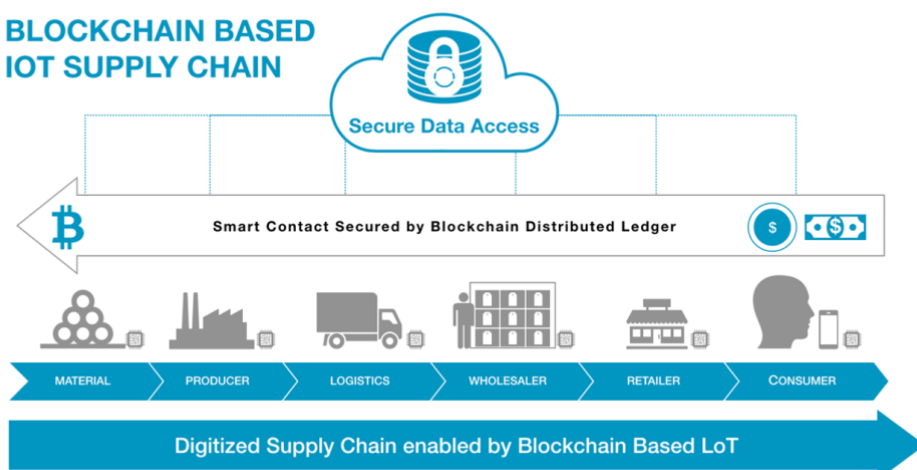 BLOCKCHAIN BASED
IOT SUPPLY CHAIN
Secure Data Access
Smart Contact Secured by Blockchain Distributed Ledger
$ $
MATERIAL PRODUCER LOGISTICS WHOLESALER RETAILER CONSUMER
Digitized Supply Chain enabled by Blockchain Based LoT